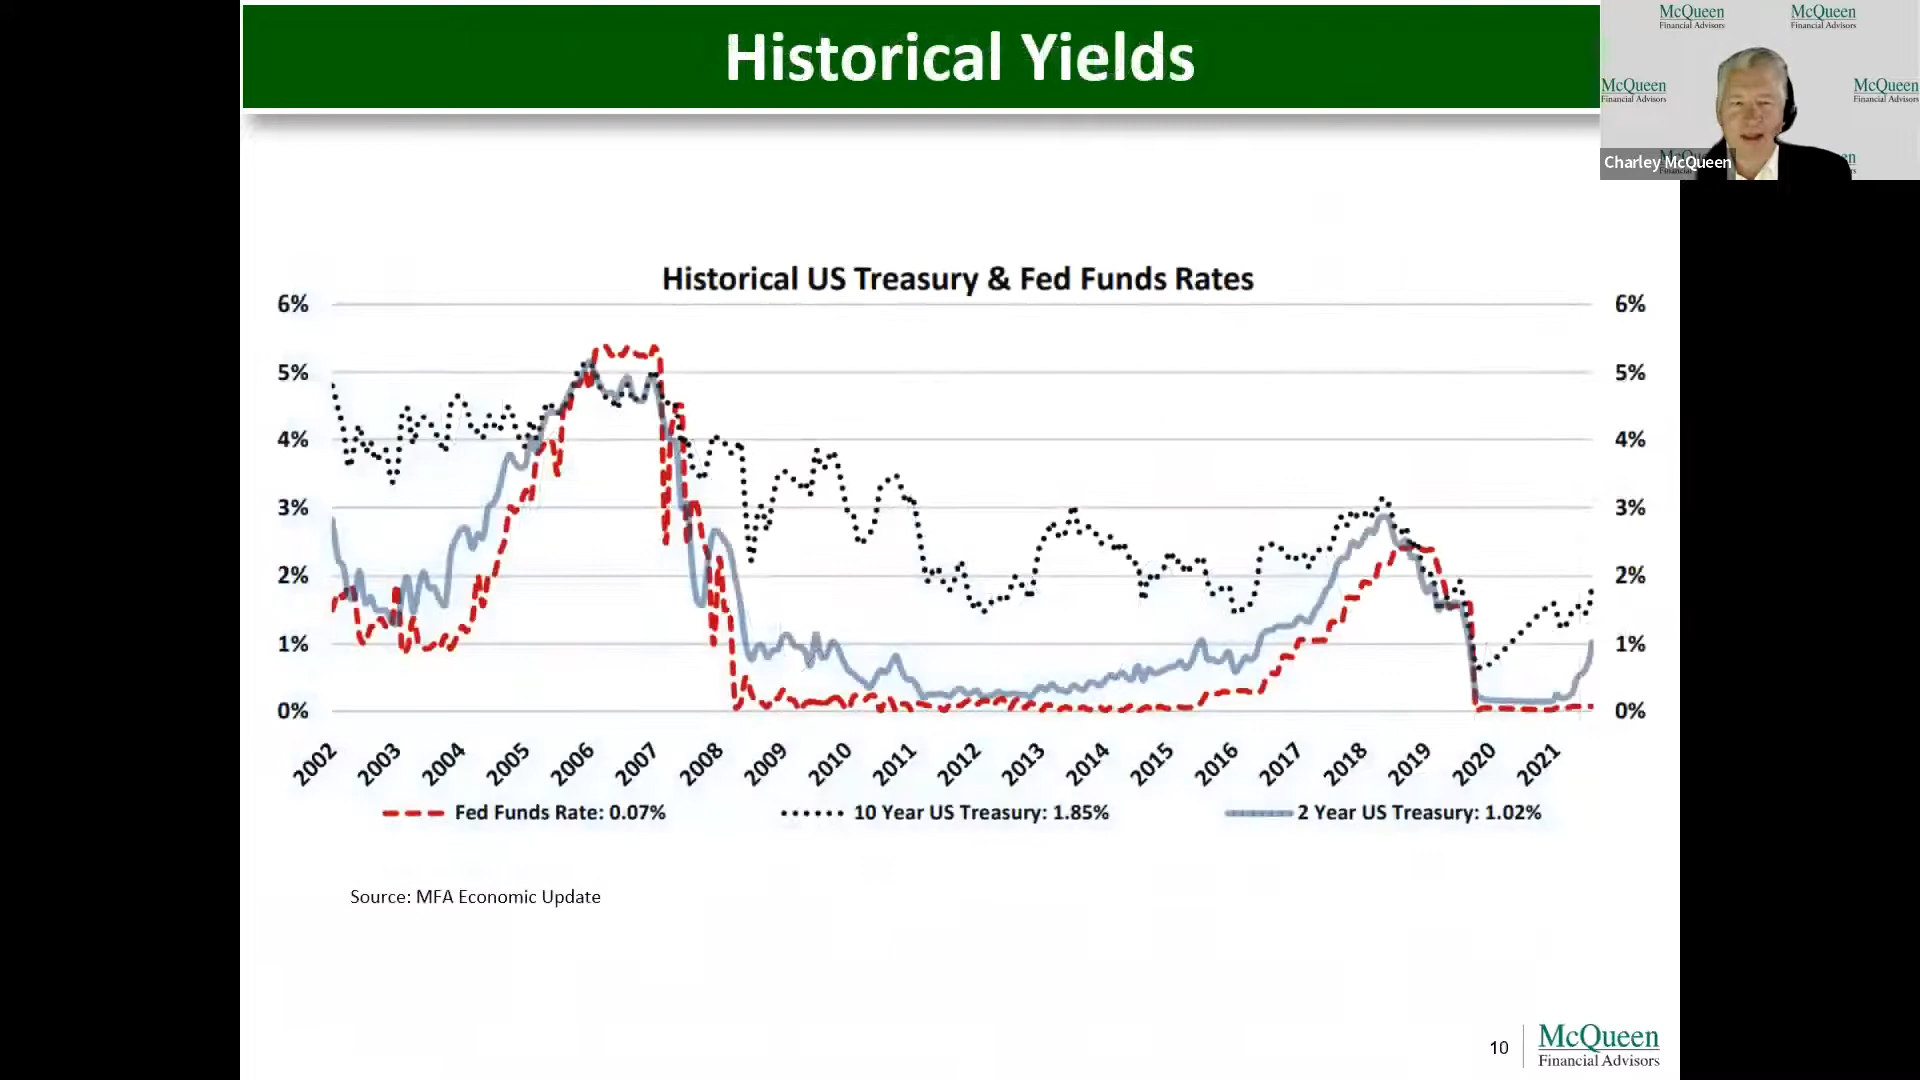 Historical Yields
McQueen
Financial Advisors
McQueen
Financial Advisors
McQueen
Financial Advisors
McQueen
Financial Advisors
Charley McQueen
Historical US Treasury & Fed Funds Rates
6%
5%
4%
3%
2%
1%
0%
6%
5%
4%
3%
2%
1%
0%
2002
2003
2004
2005
2006
2007
2008
2009
2010
2011
2012
2013
2014
2015
2016
2017
2018
2019
2020
2021
Fed Funds Rate: 0.07%
10 Year US Treasury: 1.85%
2 Year US Treasury: 1.02%
Source: MFA Economic Update
10
McQueen
Financial Advisors